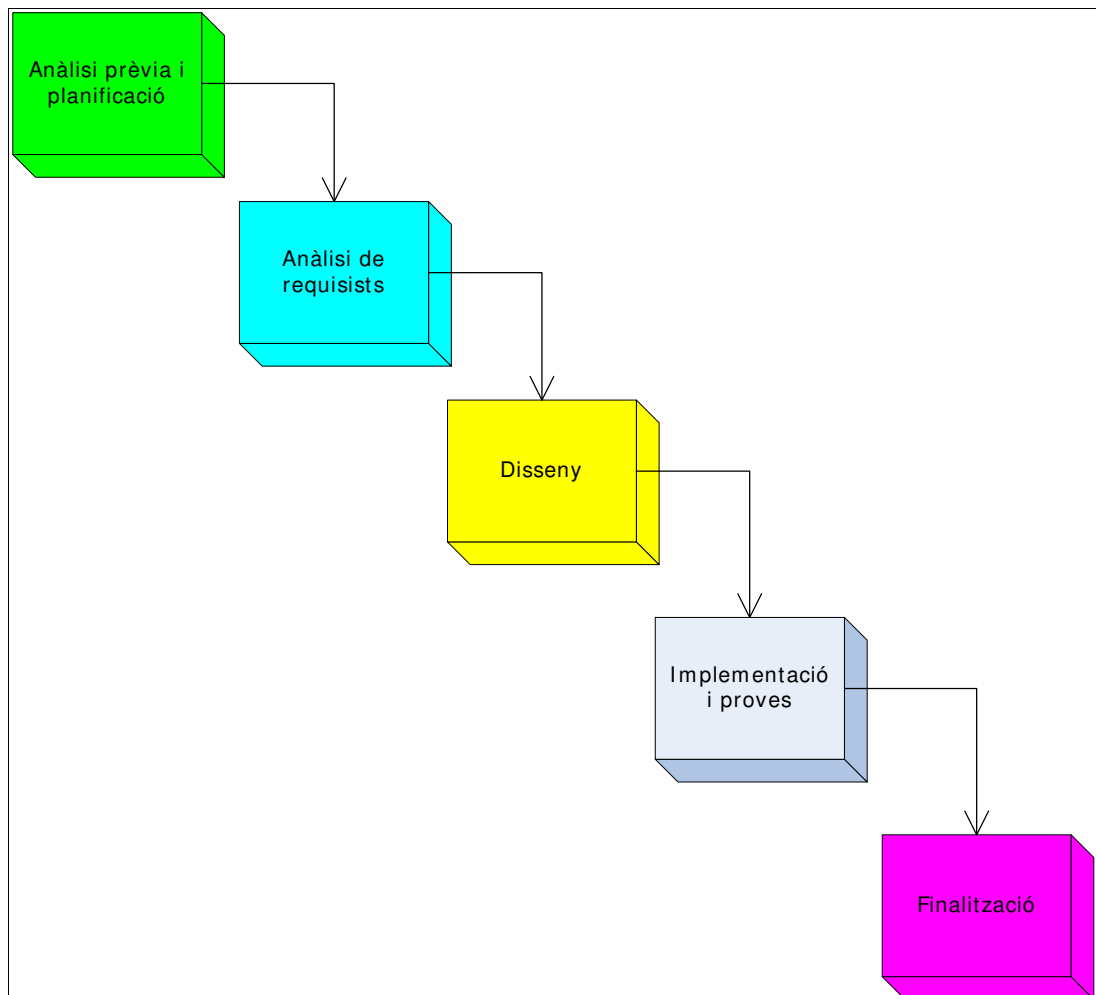 Anàlisi prèvia i
planificació
Anàlisi de
requisists
Disseny
Implementació
i proves
Finalització